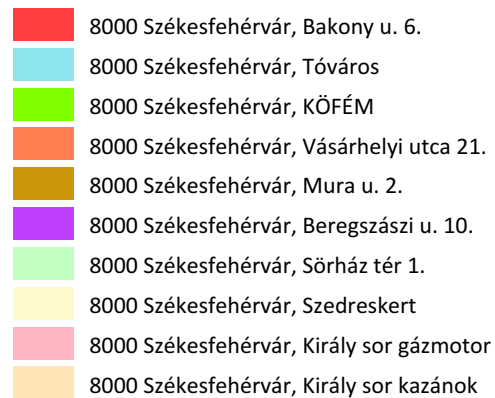 8000 Székesfehérvár, Bakony u. 6.
8000 Székesfehérvár, Tóváros
8000 Székesfehérvár, KÖFÉM
8000 Székesfehérvár, Vásárhelyi utca 21.
8000 Székesfehérvár, Mura u. 2.
8000 Székesfehérvár, Beregszászi u. 10.
8000 Székesfehérvár, Sörház tér 1.
8000 Székesfehérvár, Szedreskert
8000 Székesfehérvár, Király sor gázmotor
8000 Székesfehérvár, Király sor kazánok